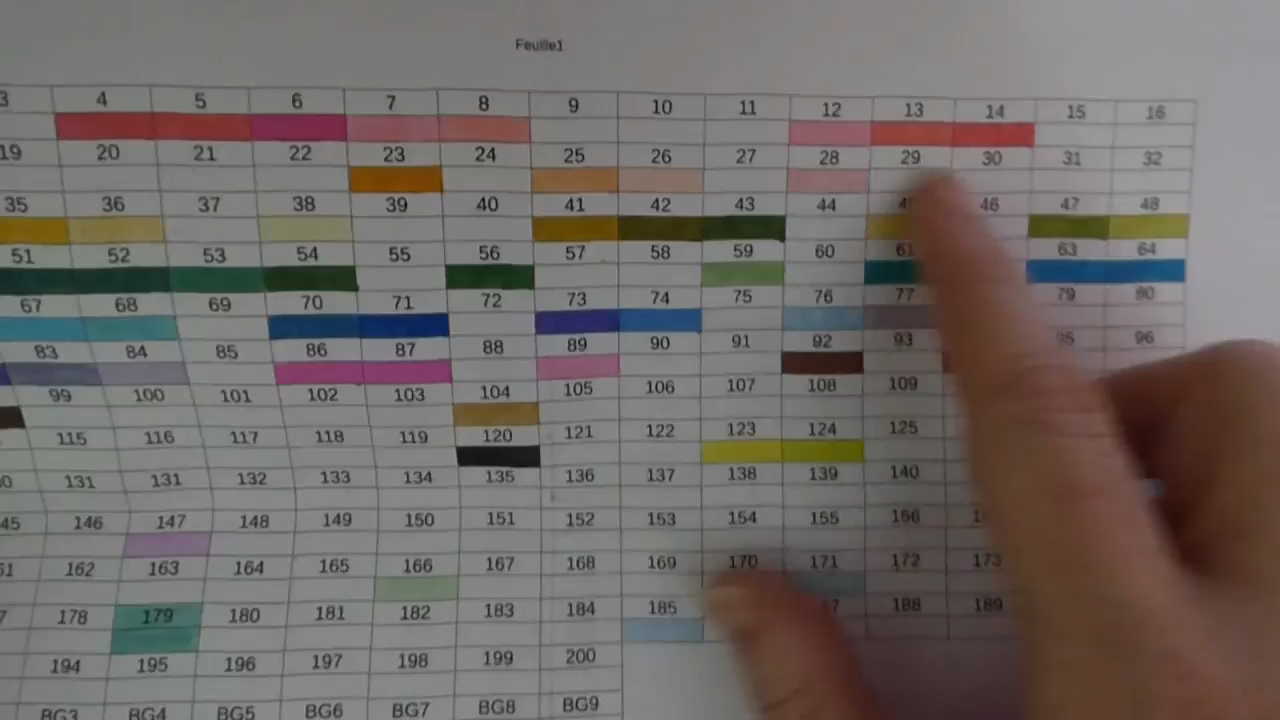 Feuille1
3 4 5 6 7 8 9 10 11 12 13 14 15 16
19 20 21 22 23 24 25 26 27 28 29 30 31 32
35 36 37 38 39 40 41 42 43 44 46 47 48
51 52 53 54 55 56 57 58 59 60 61 63 64
67 68 69 70 71 72 73 74 75 76 77 79 80
83 84 85 86 87 88 89 90 91 92 93 95 96
99 100 101 102 103 104 105 106 107 108 109
115 116 117 118 119 120 121 122 123 124 125
131 131 132 133 134 135 136 137 138 139 140
146 147 148 149 150 151 152 153 154 155 156
162 163 164 165 166 167 168 169 170 171 172 173
178 179 180 181 182 183 184 185 188 189
194 195 196 197 198 199 200
BG3 BG4 BG5 BG6 BG7 BG8 BG9